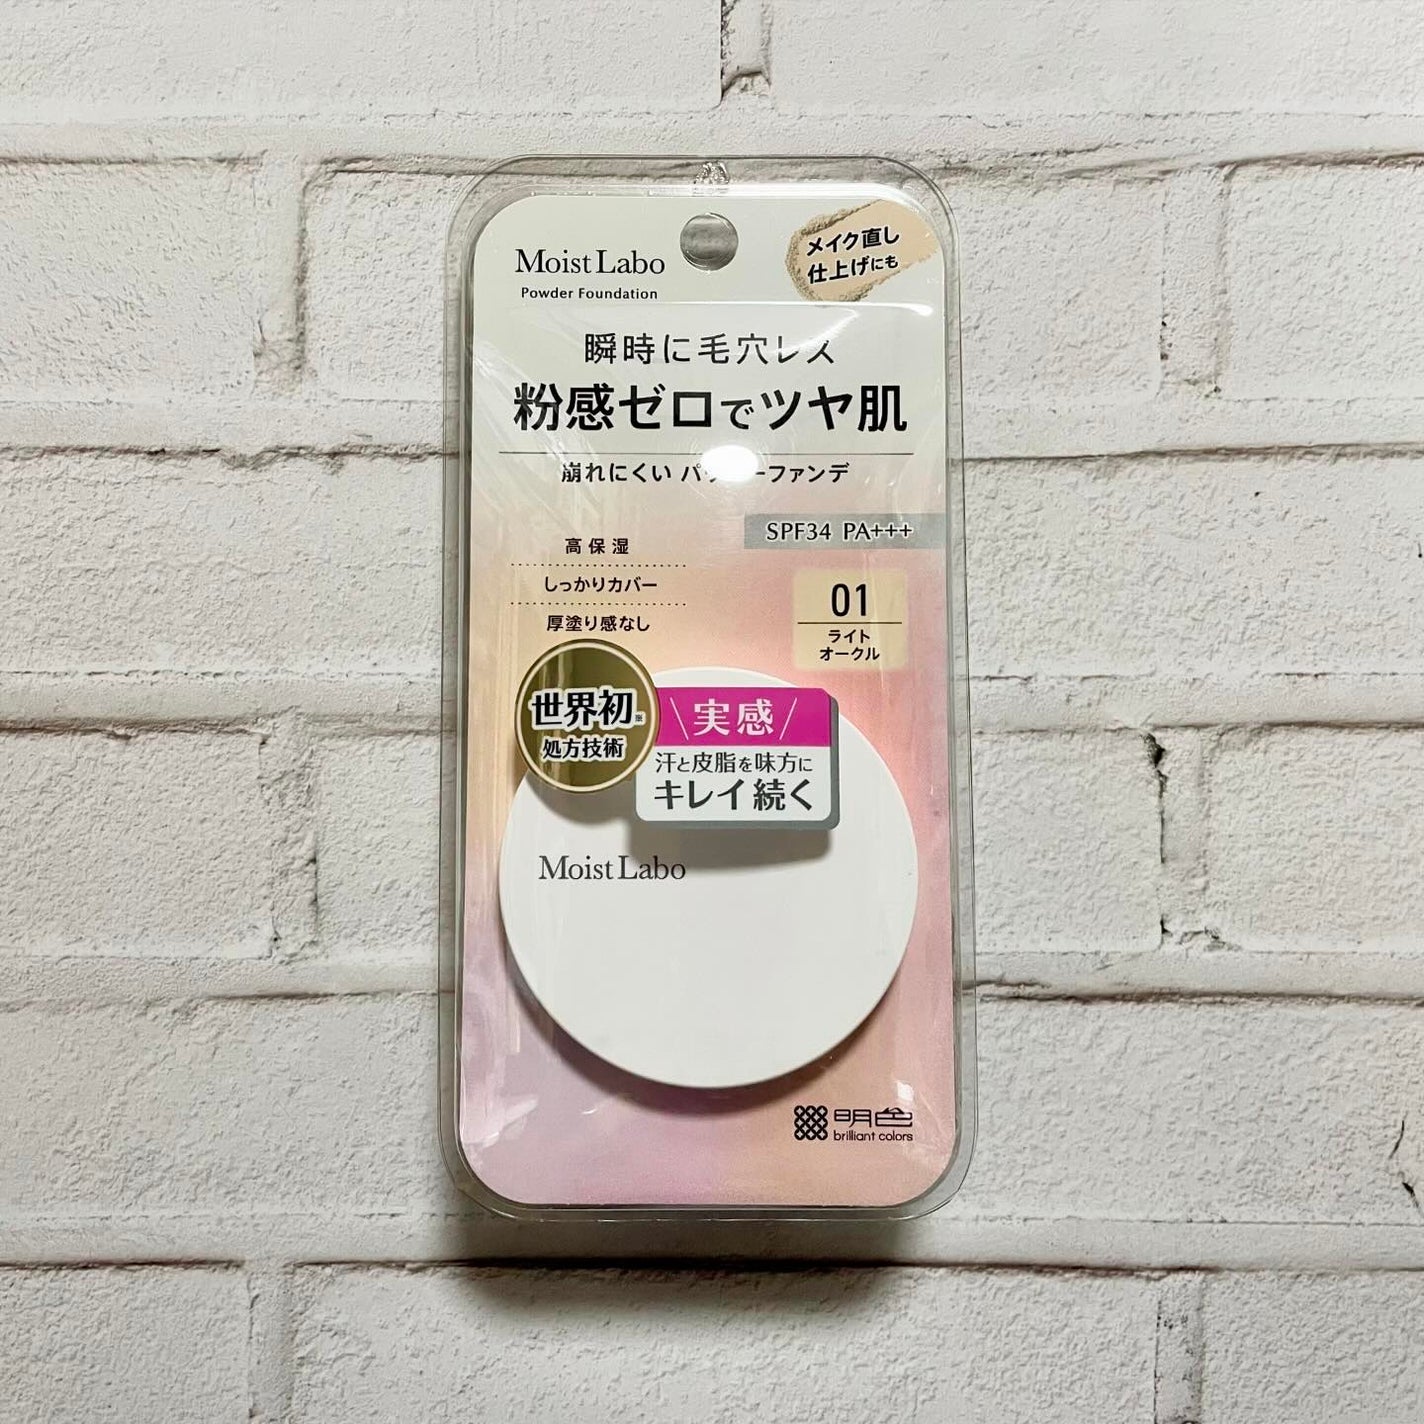 Moist Labo
Powder Foundation
メイク直し
仕上げにも
瞬時に毛穴レス
粉感ゼロでツヤ肌
崩れにくい
ーファンデ
SPF34 PA+++
高保湿
しっかりカバー
厚塗り感なし
01
ライト
オークル
世界初※
処方技術
\実感/
汗と皮脂を味方に
キレイ続く
Moist Labo
明色
brilliant colors